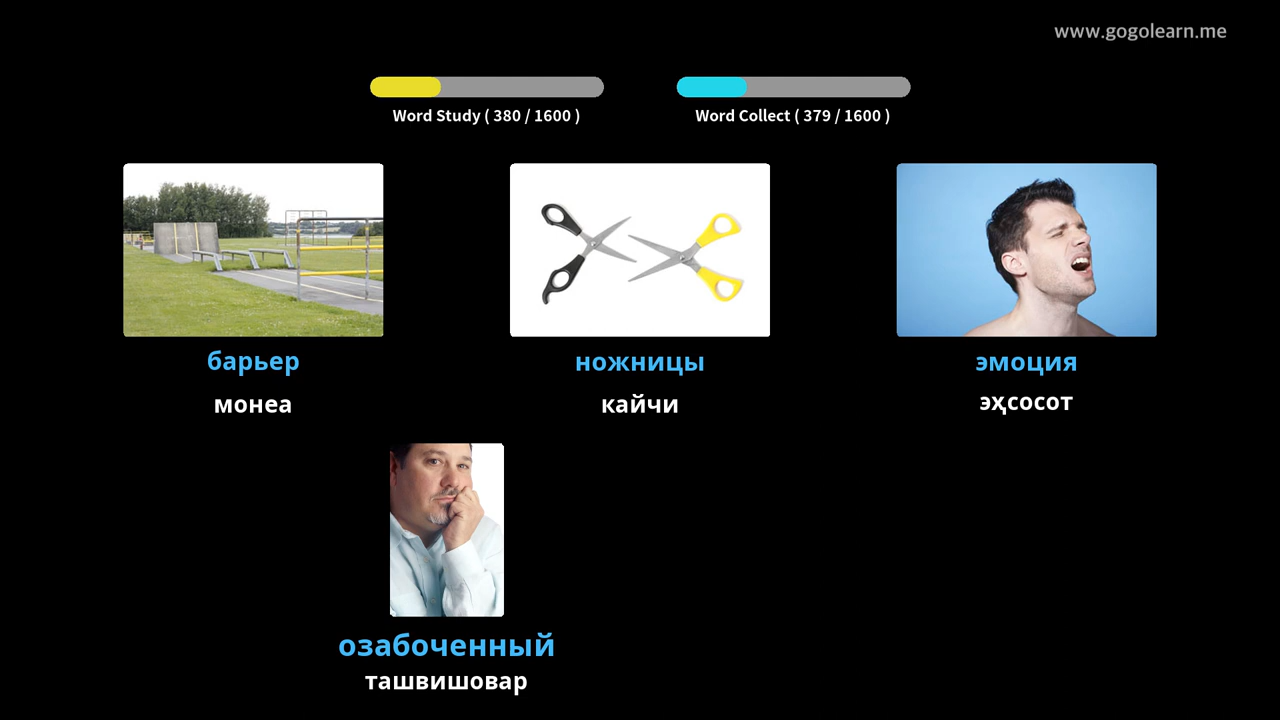 www.gogolearn.me
Word Study ( 380 / 1600 )
Word Collect ( 379 / 1600 )
барьер
ножницы
эмоция
монеа
кайчи
эҳсосот
озабоченный
ташвишовар